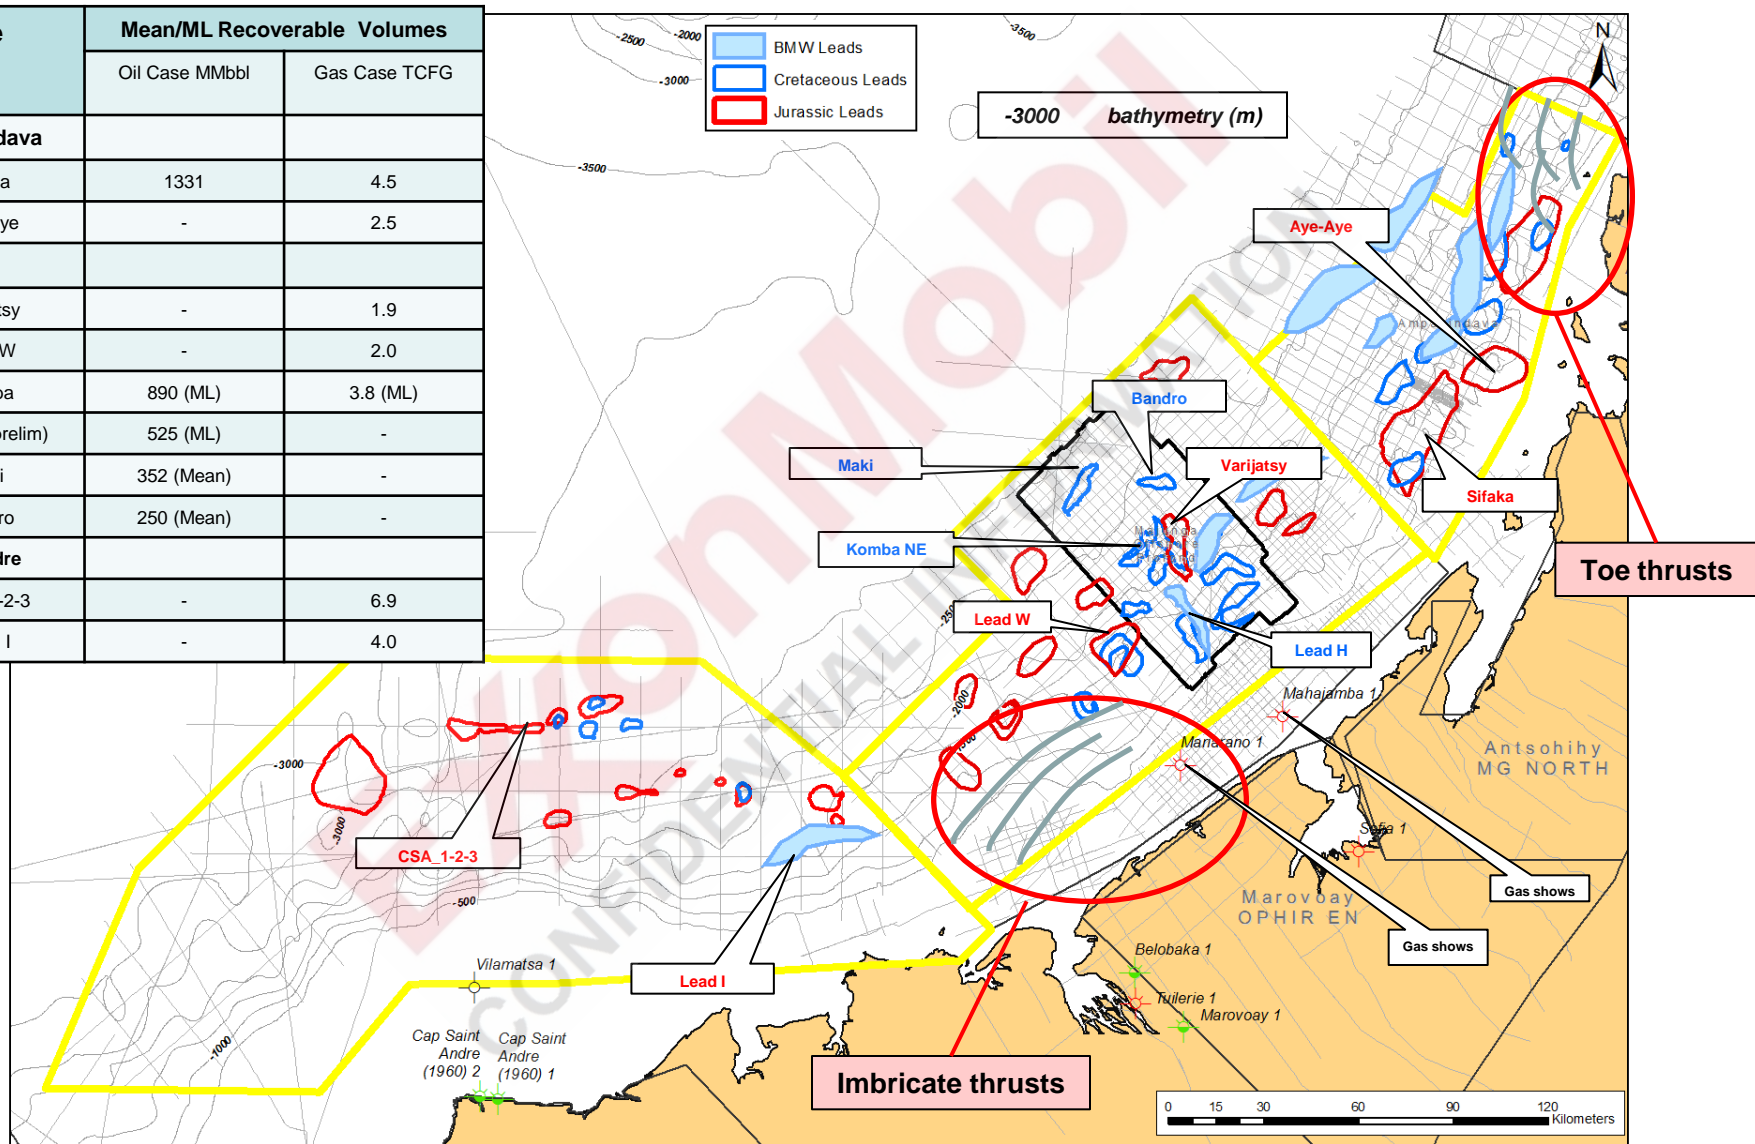 e
Mean/ML Recoverable Volumes
Oil Case MMbbl
Gas Case TCFG
dava
a
1331
4.5
ye
-
2.5
tsy
-
1.9
W
-
2.0
ba
890 (ML)
3.8 (ML)
orelim)
525 (ML)
-
i
352 (Mean)
-
ro
250 (Mean)
-
dre
-2-3
-
6.9
I
-
4.0
BMW Leads
Cretaceous Leads
Jurassic Leads
-3000 bathymetry (m)
N
-2500
-2000
-3000
-3500
-3500
ExxonMobil
CONFIDENTIAL INFORMATION
Aye-Aye
Bandro
Maki
Varijatsy
Sifaka
Komba NE
Toe thrusts
Lead W
Lead H
-2000
Mahajamba 1
Manarano 1
Antsohihy
MG NORTH
-3000
-3000
CSA_1-2-3
Sofia 1
-500
Gas shows
Marovoay
OPHIR EN
Gas shows
Vilamatsa 1
Lead I
Belobaka 1
Tuilerie 1
Marovoay 1
-1000
Cap Saint
Andre
(1960) 2
Cap Saint
Andre
(1960) 1
Imbricate thrusts
0 15 30 60 90 120
Kilometers